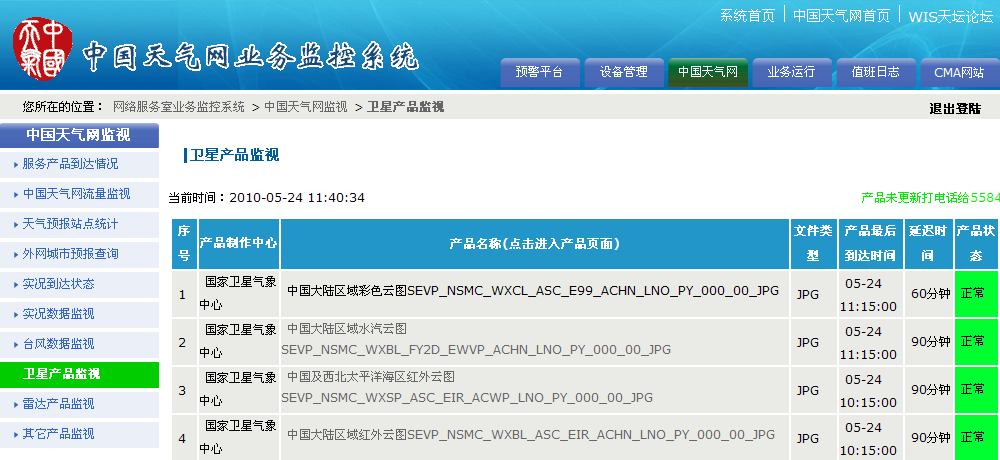 系统首页 中国天气网首页 WIS天坛论坛
中国天气
中国天气网业务监控系统
预警平台 设备管理 中国天气网 业务运行 值班日志 CMA网站
您所在的位置： 网络服务室业务监控系统 > 中国天气网监视 > 卫星产品监视
退出登陆
中国天气网监视
服务产品到达情况
中国天气网流量监视
天气预报站点统计
外网城市预报查询
实况到达状态
实况数据监视
台风数据监视
卫星产品监视
雷达产品监视
其它产品监视
卫星产品监视
当前时间：2010-05-24 11:40:34
产品未更新打电话给5584
序号 产品制作中心 产品名称(点击进入产品页面) 文件类型 产品最后到达时间 延迟时间 产品状态
1 国家卫星气象中心 中国大陆区域彩色云图SEVP_NSMC_WXCL_ASC_E99_ACHN_LNO_PY_000_00_JPG JPG 05-24 11:15:00 60分钟 正常
2 国家卫星气象中心 中国大陆区域水汽云图 SEVP_NSMC_WXBL_FY2D_EWVP_ACHN_LNO_PY_000_00_JPG JPG 05-24 11:15:00 90分钟 正常
3 国家卫星气象中心 中国及西北太平洋海区红外云图 SEVP_NSMC_WXSP_ASC_EIR_ACWP_LNO_PY_000_00_JPG JPG 05-24 10:15:00 90分钟 正常
4 国家卫星气象中心 中国大陆区域红外云图SEVP_NSMC_WXBL_ASC_EIR_ACHN_LNO_PY_000_00_JPG JPG 05-24 10:15:00 90分钟 正常